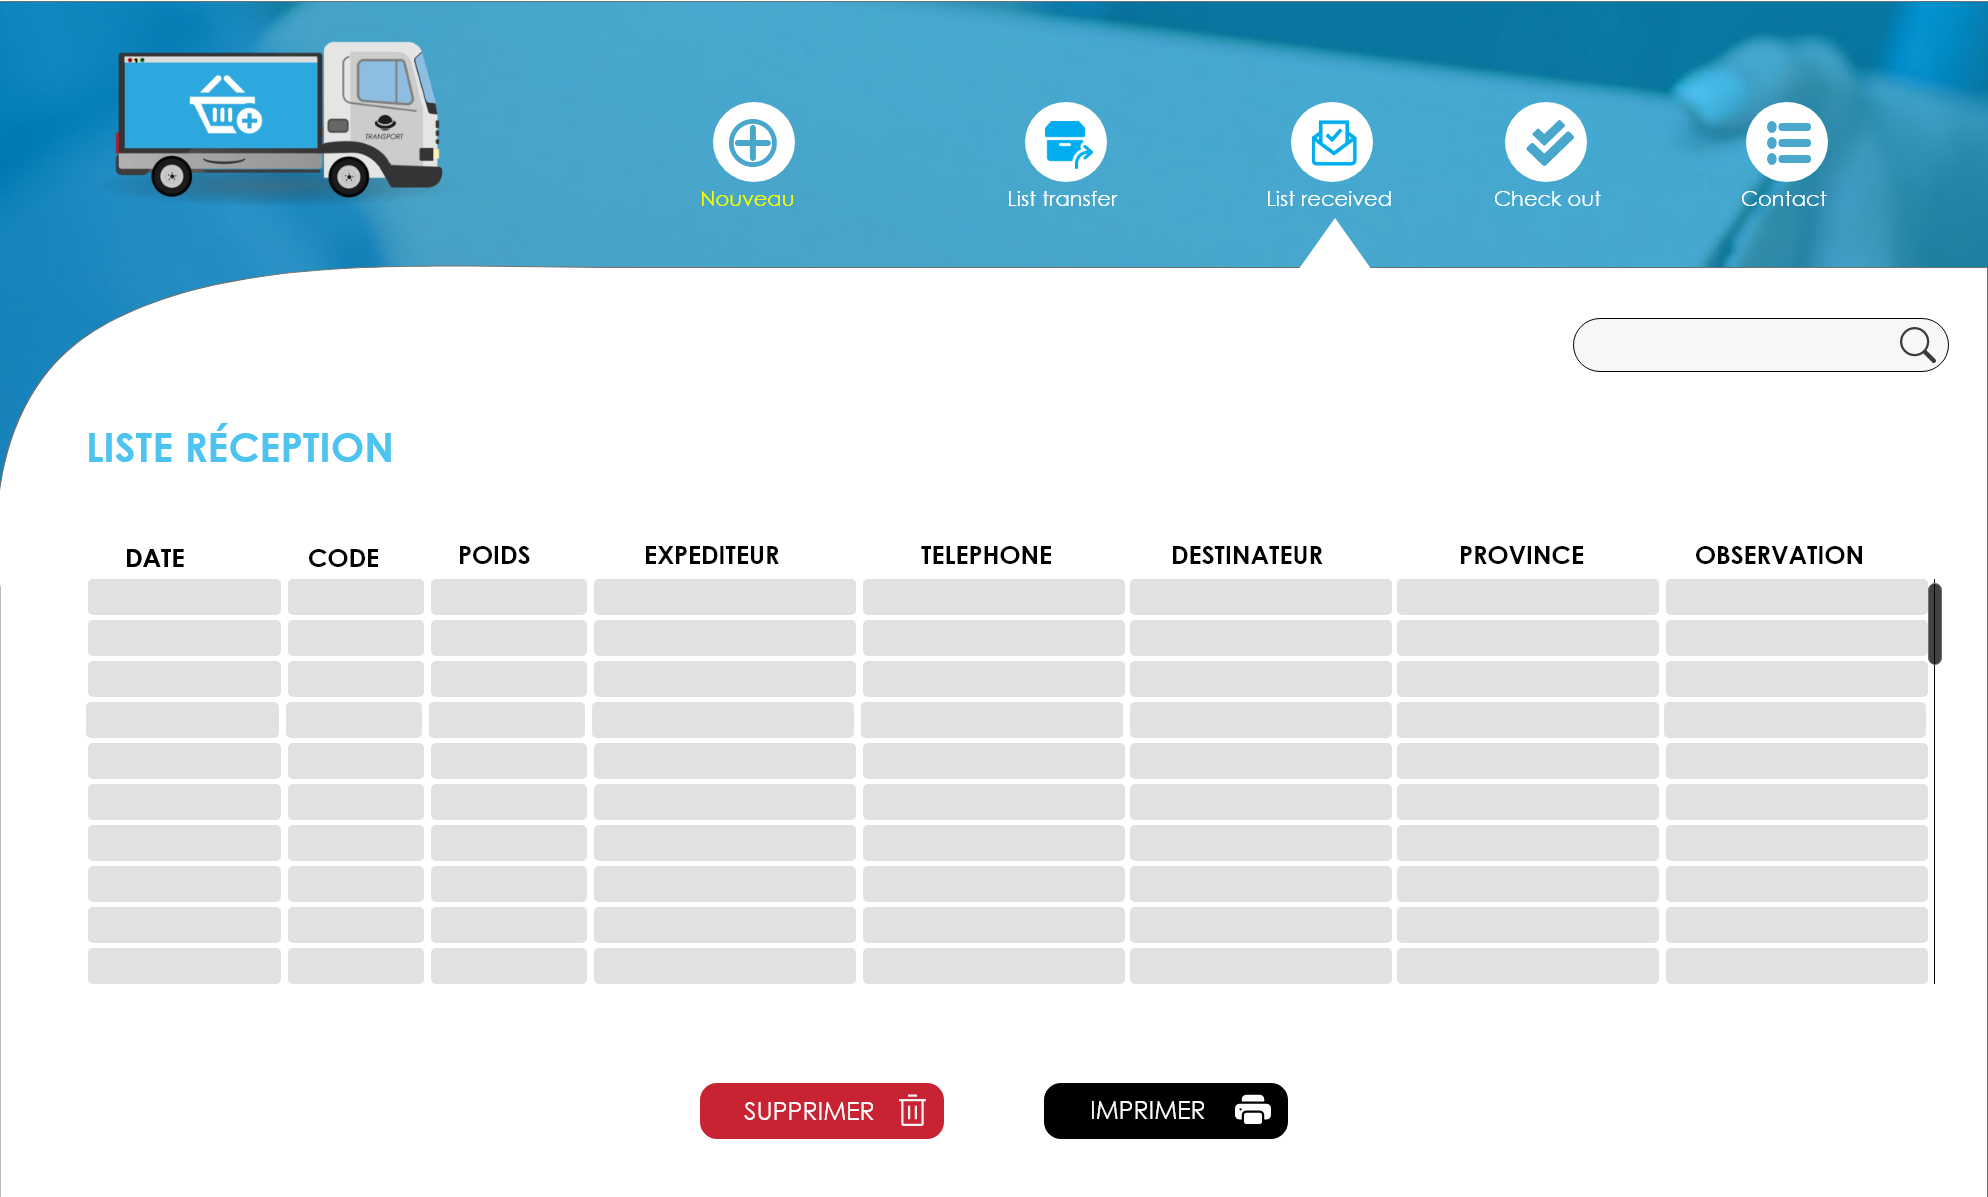 TRANSPORT
Nouveau
List transfer
List received
Check out
Contact
LISTE RÉCEPTION
DATE
CODE
POIDS
EXPEDITEUR
TELEPHONE
DESTINATEUR
PROVINCE
OBSERVATION
SUPPRIMER
IMPRIMER